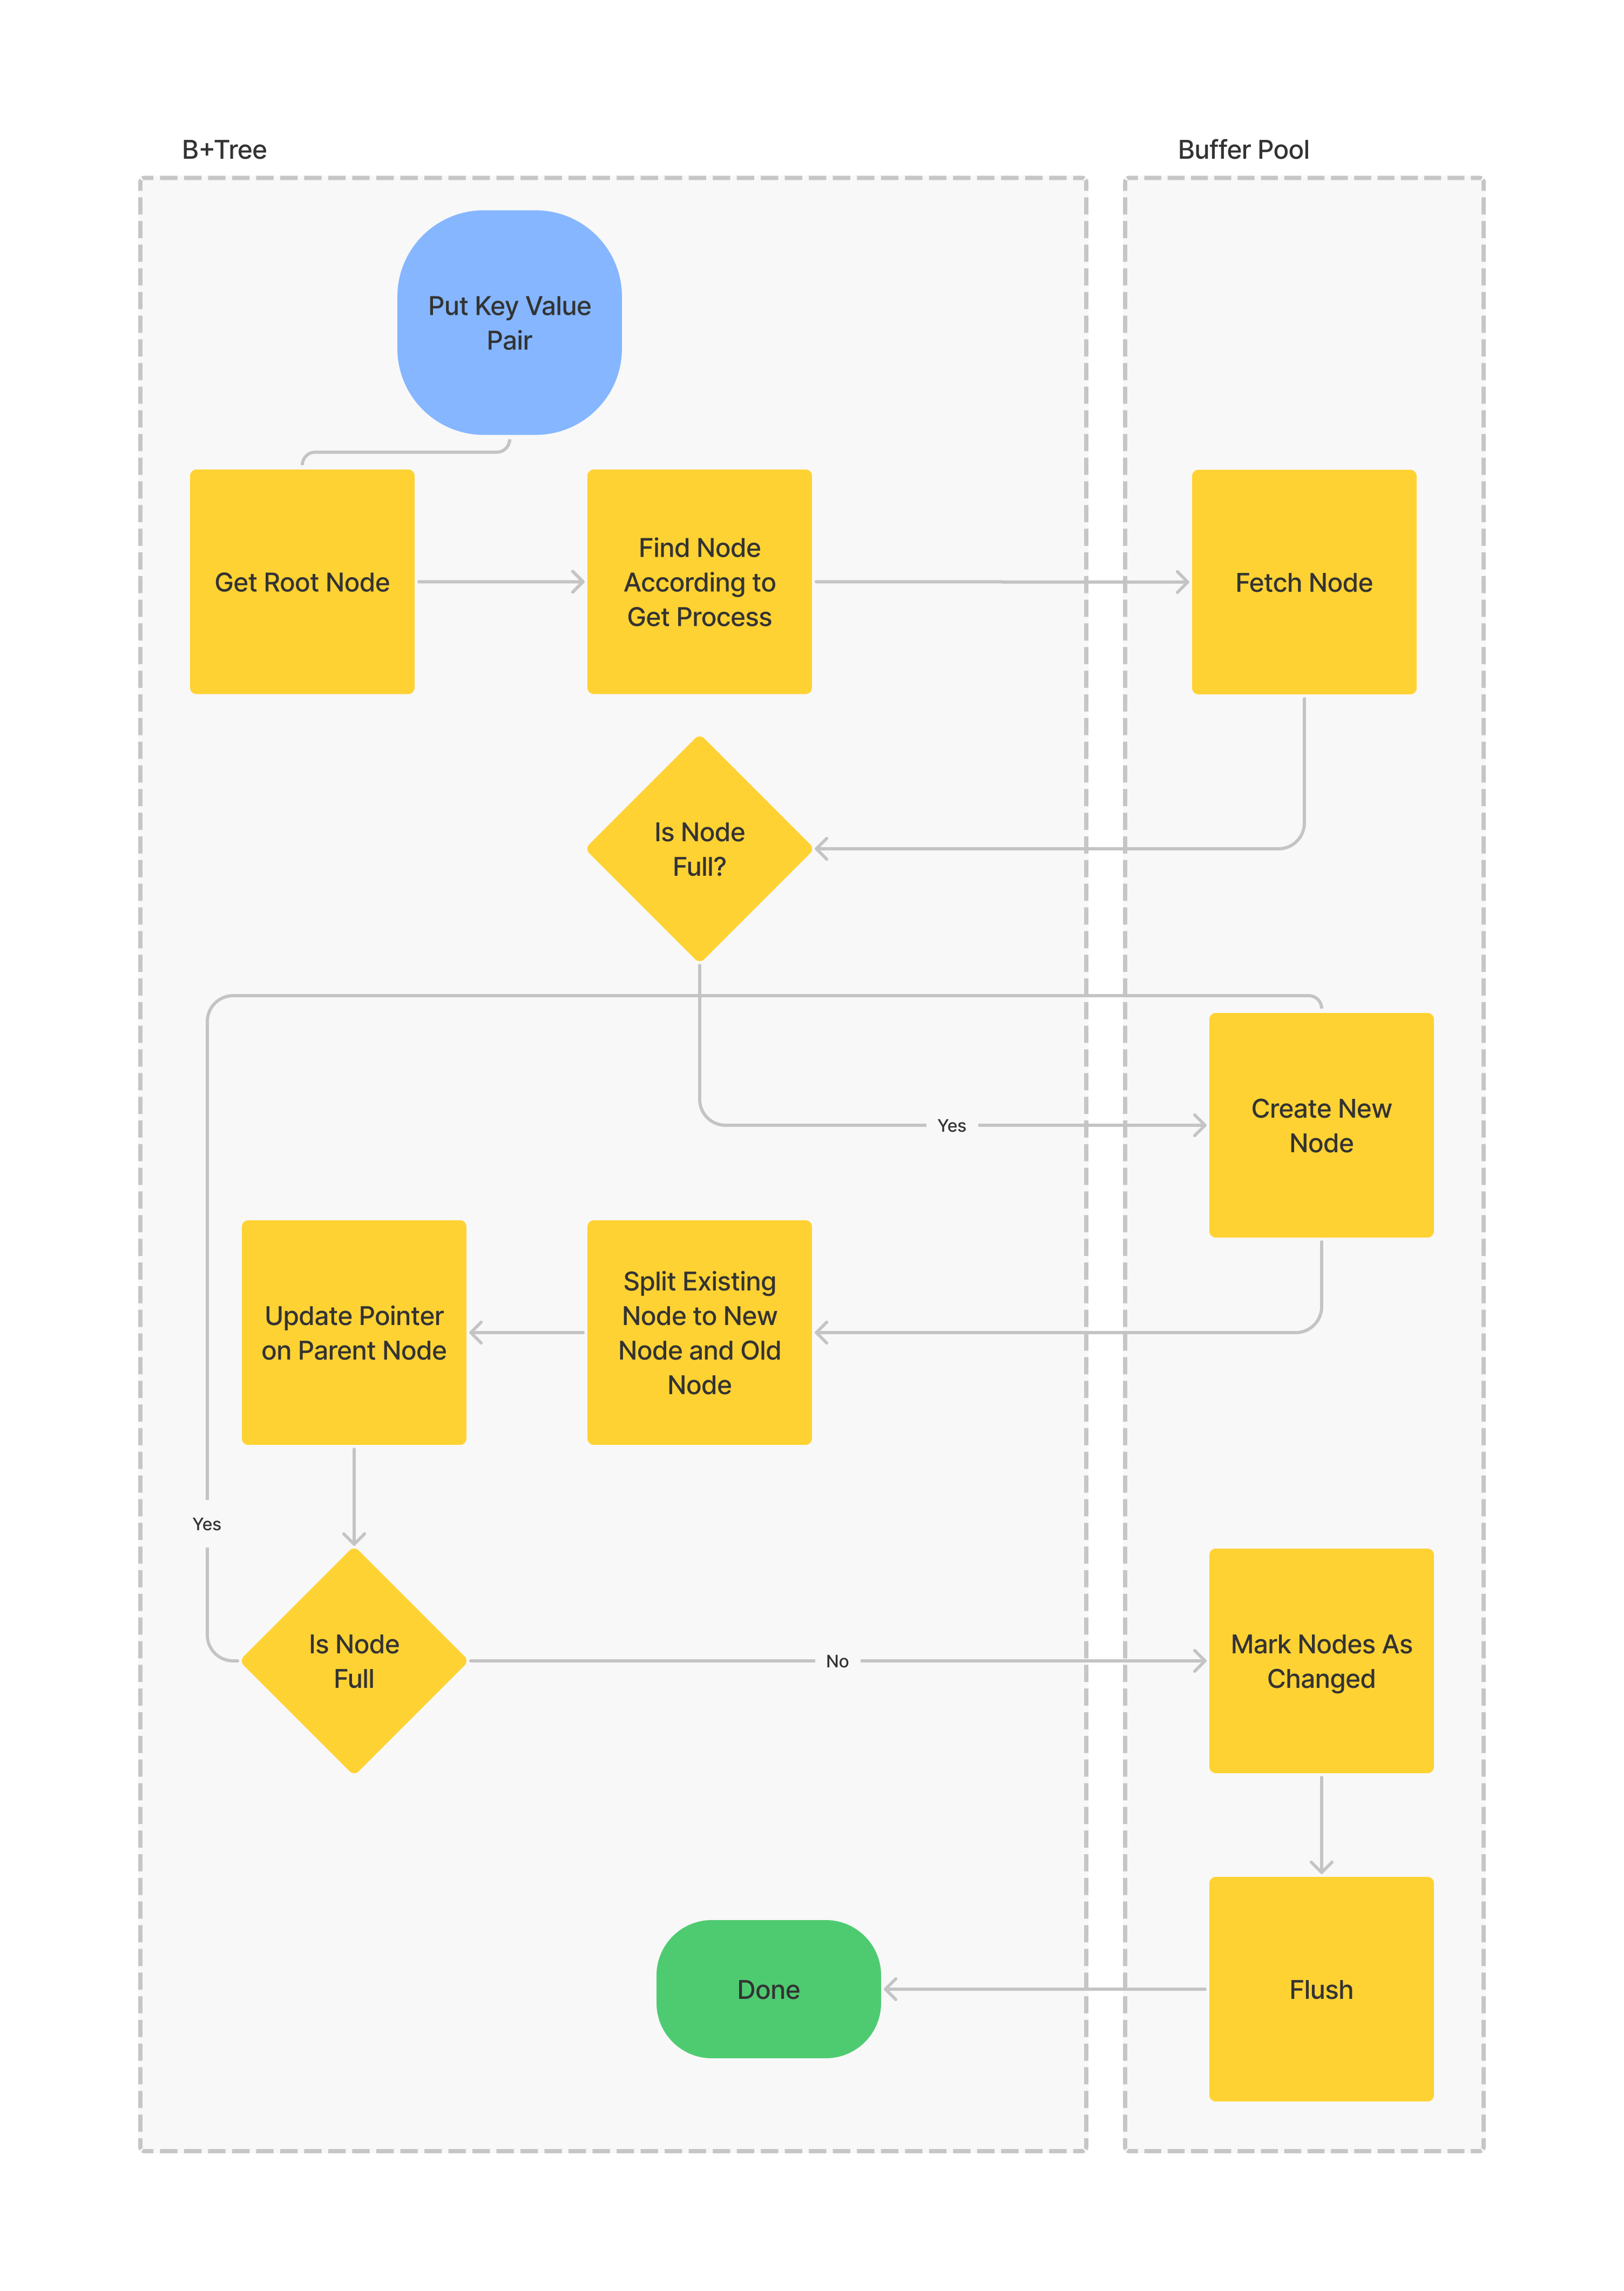 B+Tree
Buffer Pool
Put Key Value
Pair
Get Root Node
Find Node
According to
Get Process
Fetch Node
Is Node
Full?
Yes
Create New
Node
Split Existing
Node to New
Node and Old
Node
Update Pointer
on Parent Node
Yes
Is Node
Full
No
Mark Nodes As
Changed
Flush
Done